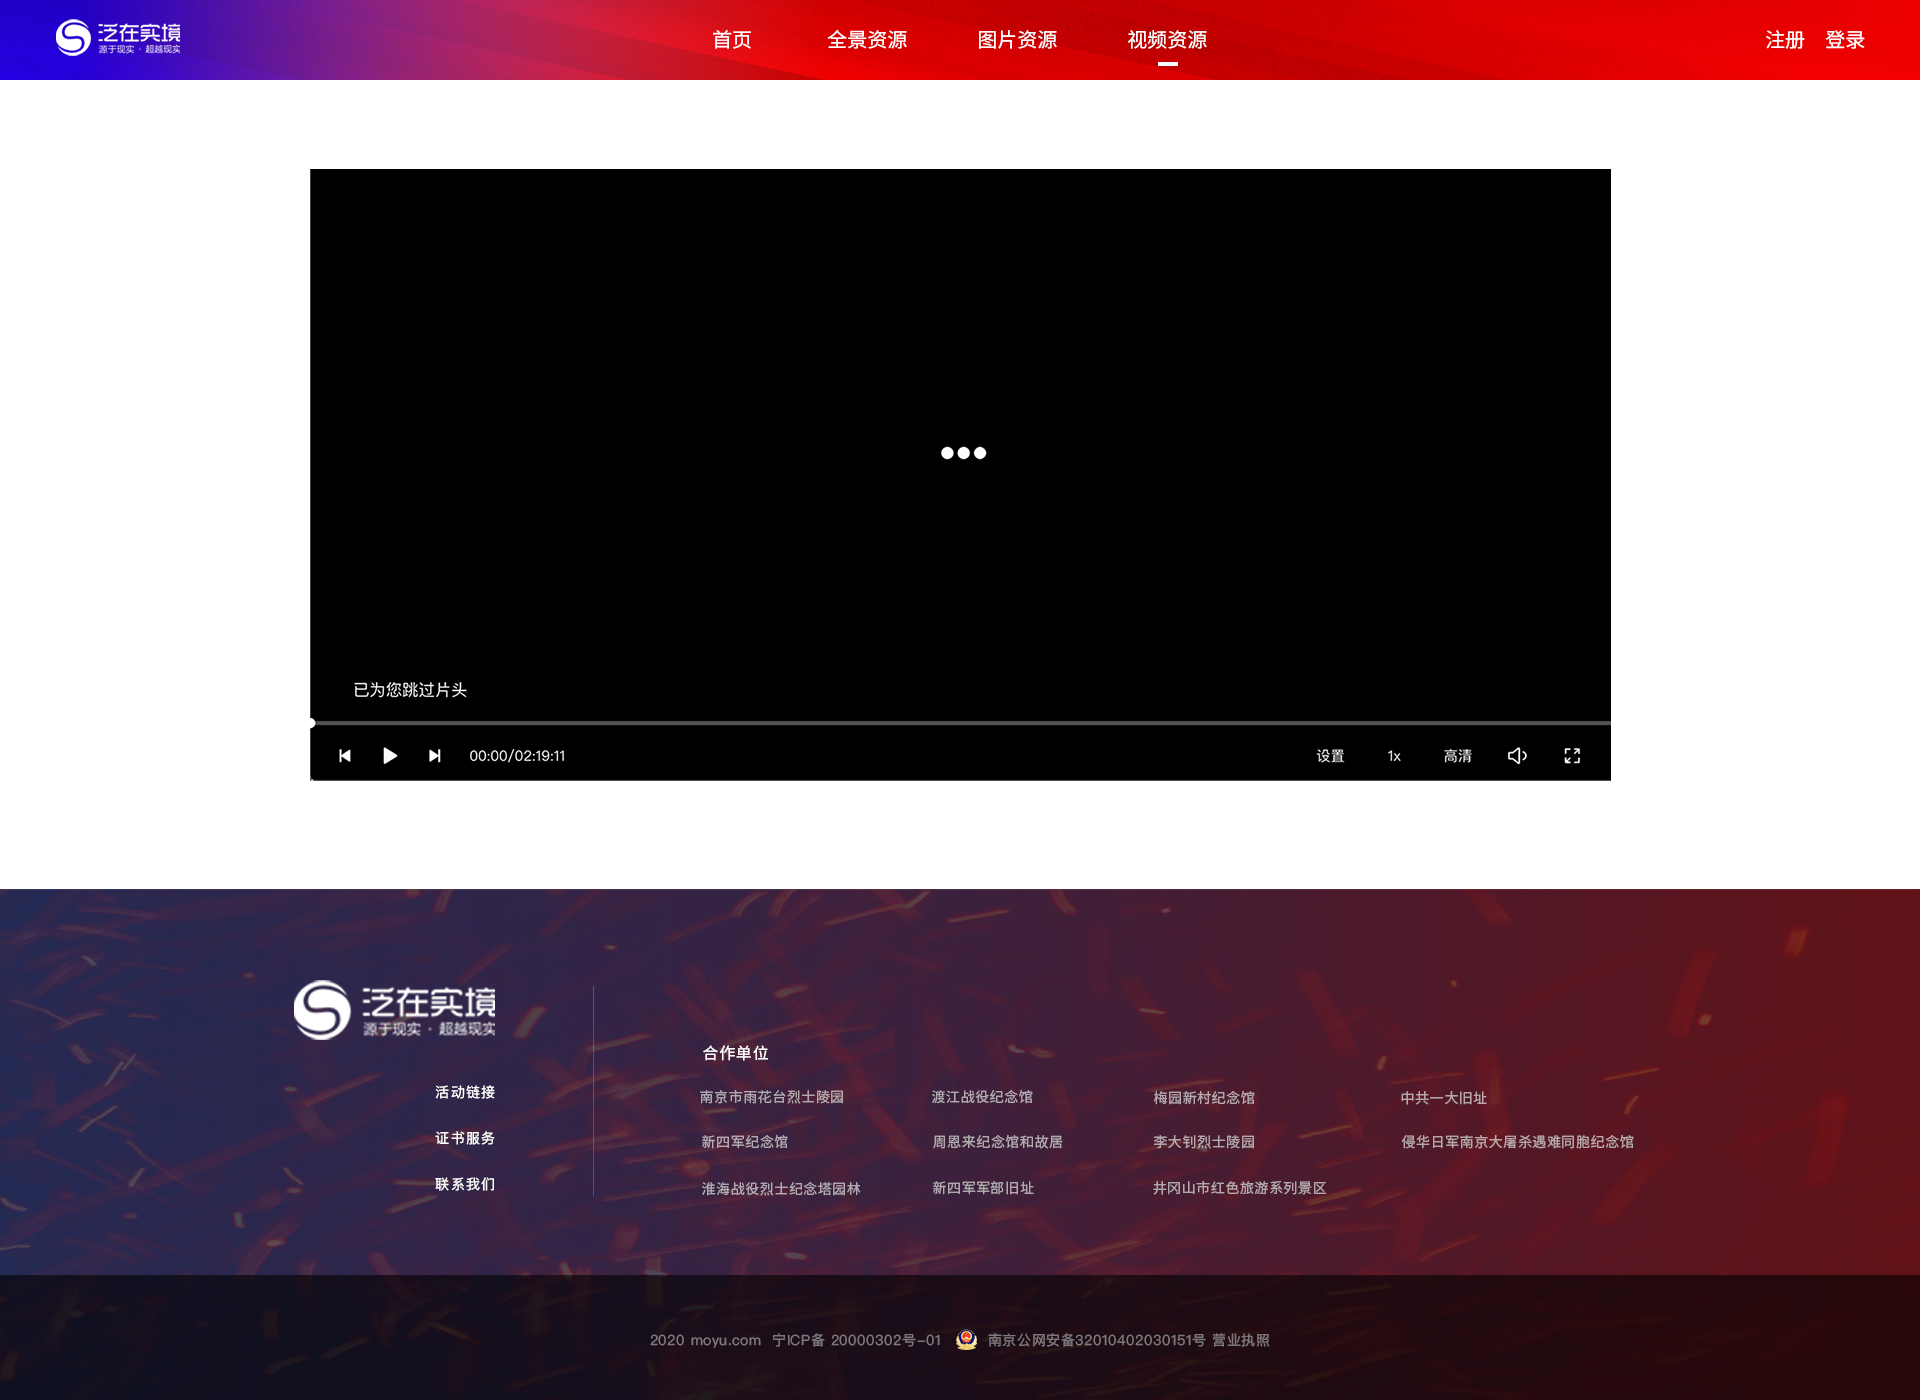 泛在实境
源于现实 · 超越现实
首页
全景资源
图片资源
视频资源
注册
登录
已为您跳过片头
00:00/02:19:11
设置
1x
高清
泛在实境
源于现实 · 超越现实
活动链接
证书服务
联系我们
合作单位
南京市雨花台烈士陵园
渡江战役纪念馆
梅园新村纪念馆
中共一大旧址
新四军纪念馆
周恩来纪念馆和故居
李大钊烈士陵园
侵华日军南京大屠杀遇难同胞纪念馆
淮海战役烈士纪念塔园林
新四军军部旧址
井冈山市红色旅游系列景区
2020 moyu.com 宁ICP备 20000302号-01 南京公网安备32010402030151号 营业执照